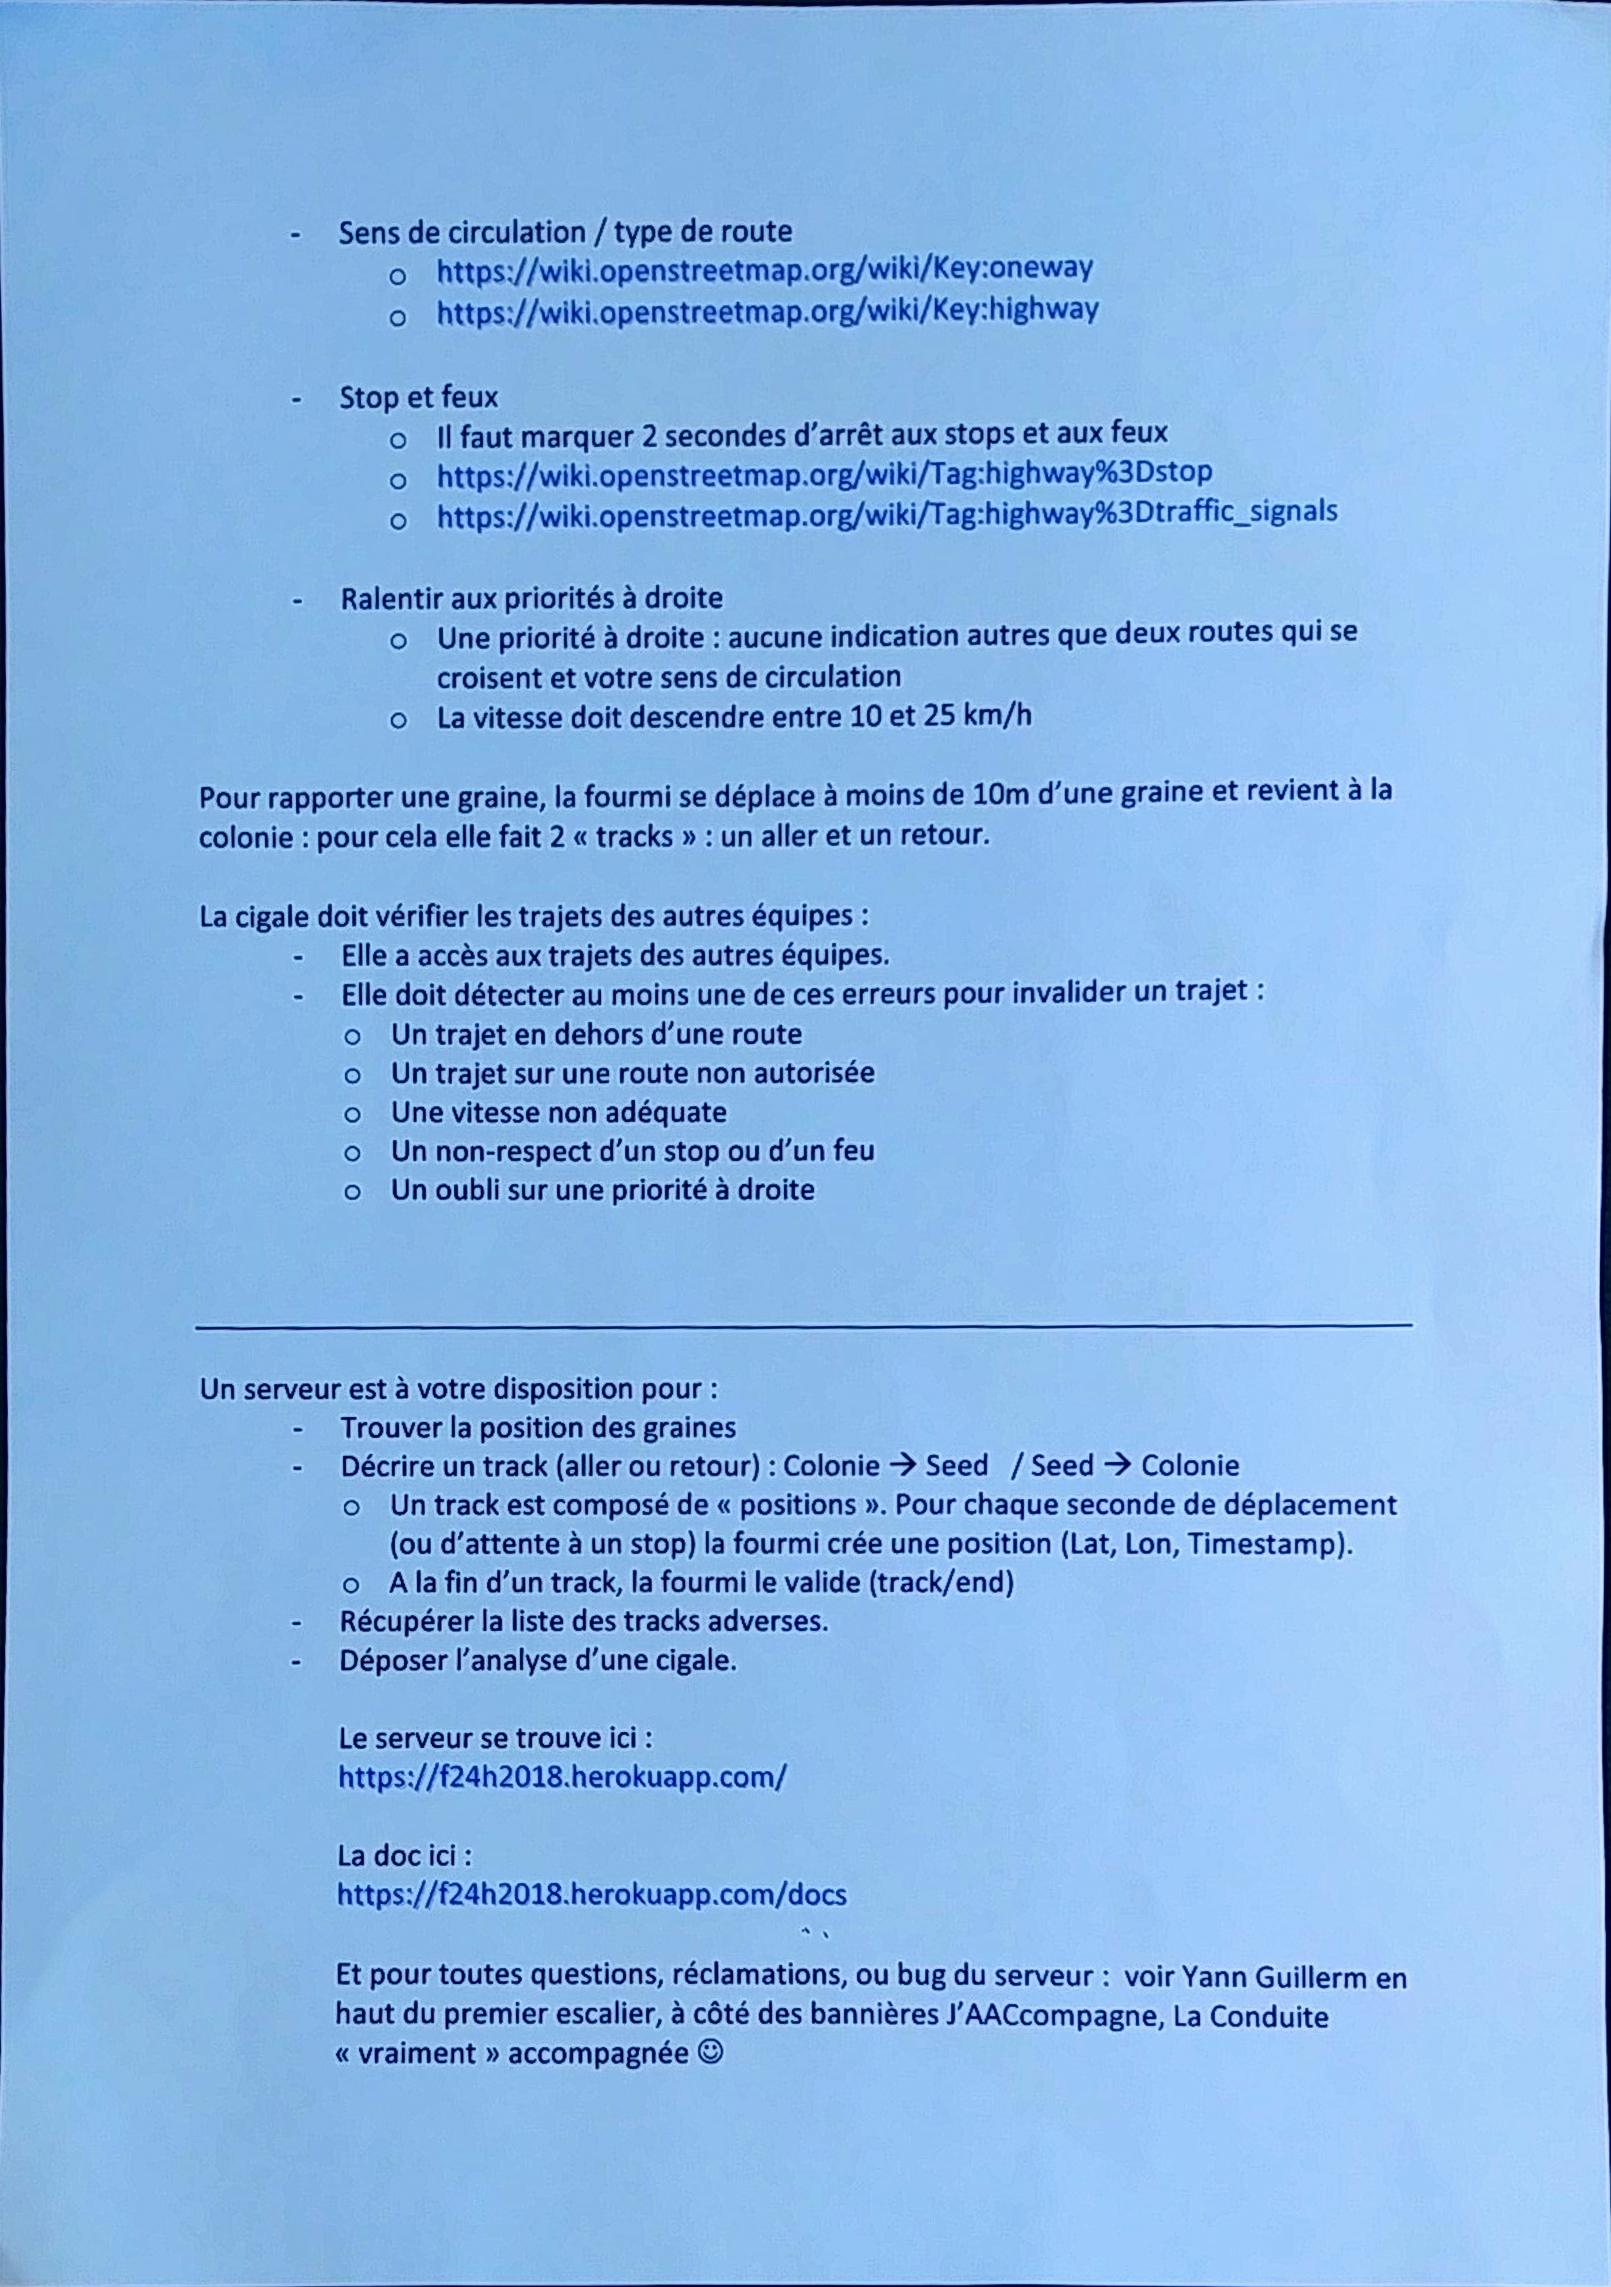 - Sens de circulation / type de route
o https://wiki.openstreetmap.org/wiki/Key:oneway
o https://wiki.openstreetmap.org/wiki/Key:highway
- Stop et feux
o Il faut marquer 2 secondes d’arrêt aux stops et aux feux
o https://wiki.openstreetmap.org/wiki/Tag:highway%3Dstop
o https://wiki.openstreetmap.org/wiki/Tag:highway%3Dtraffic_signals
- Ralentir aux priorités à droite
o Une priorité à droite : aucune indication autres que deux routes qui se
croisent et votre sens de circulation
o La vitesse doit descendre entre 10 et 25 km/h
Pour rapporter une graine, la fourmi se déplace à moins de 10m d’une graine et revient à la
colonie : pour cela elle fait 2 « tracks » : un aller et un retour.
La cigale doit vérifier les trajets des autres équipes :
- Elle a accès aux trajets des autres équipes.
- Elle doit détecter au moins une de ces erreurs pour invalider un trajet :
o Un trajet en dehors d’une route
o Un trajet sur une route non autorisée
o Une vitesse non adéquate
o Un non-respect d’un stop ou d’un feu
o Un oubli sur une priorité à droite
Un serveur est à votre disposition pour :
- Trouver la position des graines
- Décrire un track (aller ou retour) : Colonie → Seed / Seed → Colonie
o Un track est composé de « positions ». Pour chaque seconde de déplacement
(ou d’attente à un stop) la fourmi crée une position (Lat, Lon, Timestamp).
o A la fin d’un track, la fourmi le valide (track/end)
- Récupérer la liste des tracks adverses.
- Déposer l’analyse d’une cigale.
Le serveur se trouve ici :
https://f24h2018.herokuapp.com/
La doc ici :
https://f24h2018.herokuapp.com/docs
Et pour toutes questions, réclamations, ou bug du serveur : voir Yann Guillerm en
haut du premier escalier, à côté des bannières J’AACcompagne, La Conduite
« vraiment » accompagnée ☺